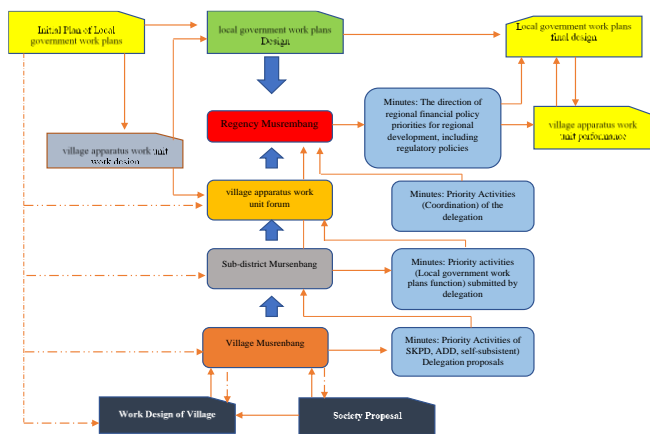 Initial Plan of Local
government work plans
local government work plans
Design
Local government work plans
final design
Regency Musrembang
Minutes: The direction of
regional financial policy
priorities for regional
development, including
regulatory policies
village apparatus work
unit performance
village apparatus work unit
work design
village apparatus work
unit forum
Minutes: Priority Activities
(Coordination) of the
delegation
Sub-district Mursenbang
Minutes: Priority activities
(Local government work
plans function) submitted by
delegation
Village Musrenbang
Minutes: Priority Activities of
SKPD, ADD, self-subsistent)
Delegation proposals
Work Design of Village
Society Proposal